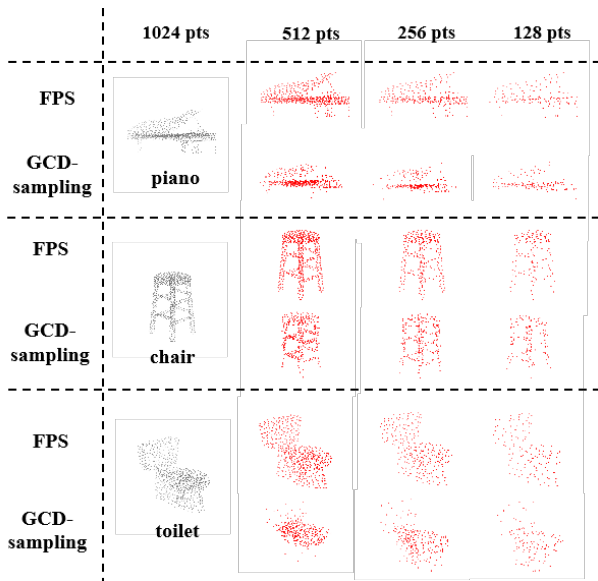 1024 pts 512 pts 256 pts 128 pts
FPS
GCD-
sampling
piano
FPS
GCD-
sampling
chair
FPS
GCD-
sampling
toilet